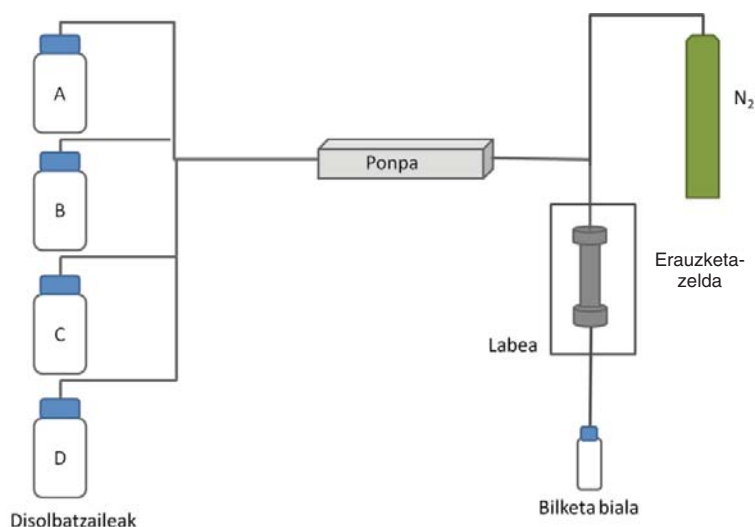 A
B
C
D
Disolbatzaileak
Ponpa
N₂
Erauzketa-
zelda
Labea
Bilketa biala